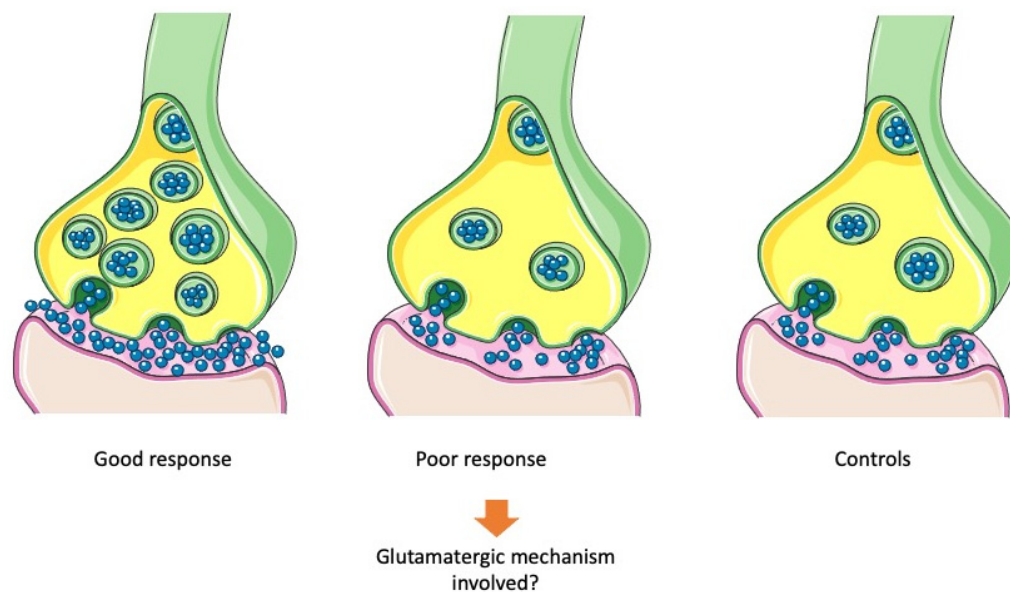 Good response
Poor response
Controls
Glutamatergic mechanism
involved?